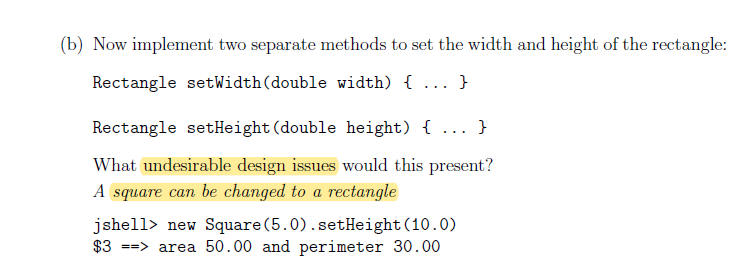 (b) Now implement two separate methods to set the width and height of the rectangle:
Rectangle setWidth(double width) { ... }
Rectangle setHeight(double height) { ... }
What undesirable design issues would this present?
A square can be changed to a rectangle
jshell> new Square(5.0).setHeight(10.0)
$3 ==> area 50.00 and perimeter 30.00